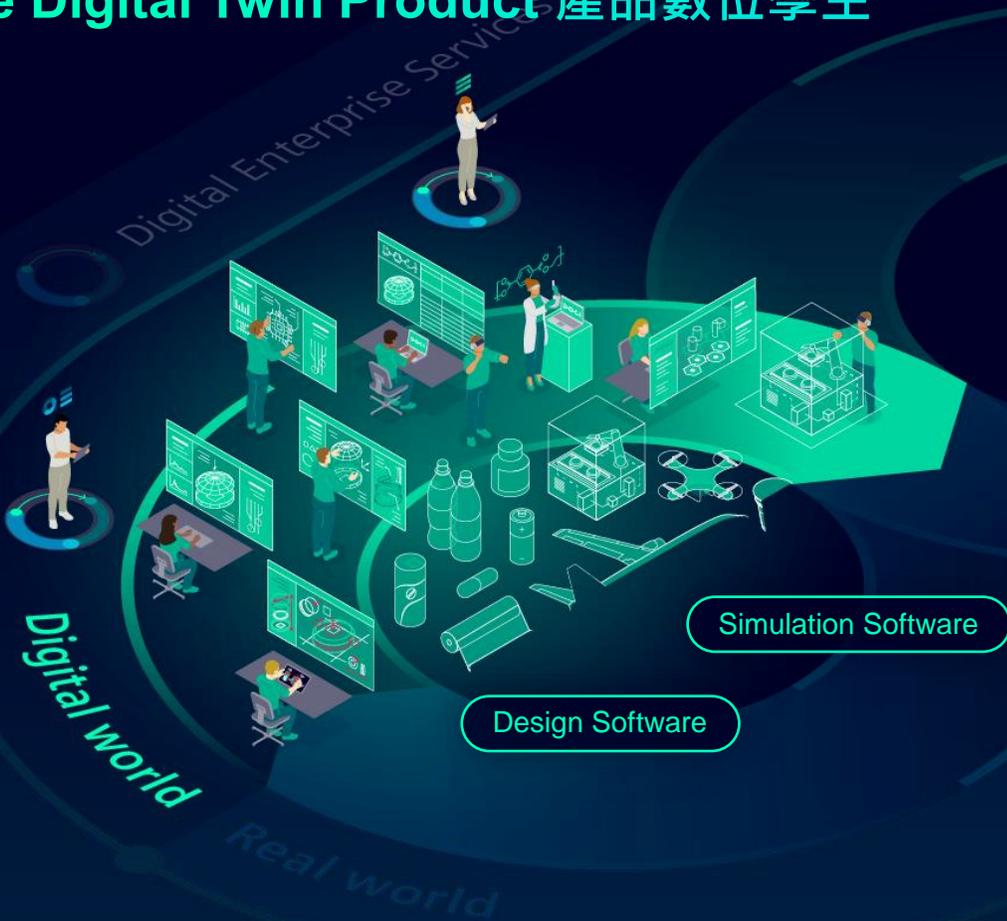 e Digital Twin Product 產品數位孿生
Digital Enterprise Services
Simulation Software
Design Software
Digital world
Real world